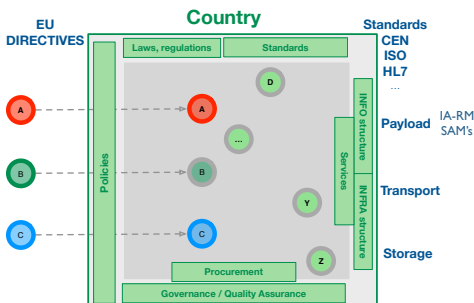 Country
EU
DIRECTIVES
Standards
CEN
ISO
HL7
...
Laws, regulations
Standards
Policies
A
B
C
A
B
C
D
...
Y
Z
Services
INFO structure
INFRA structure
Payload
IA-RM
SAM's
Transport
Storage
Procurement
Governance / Quality Assurance